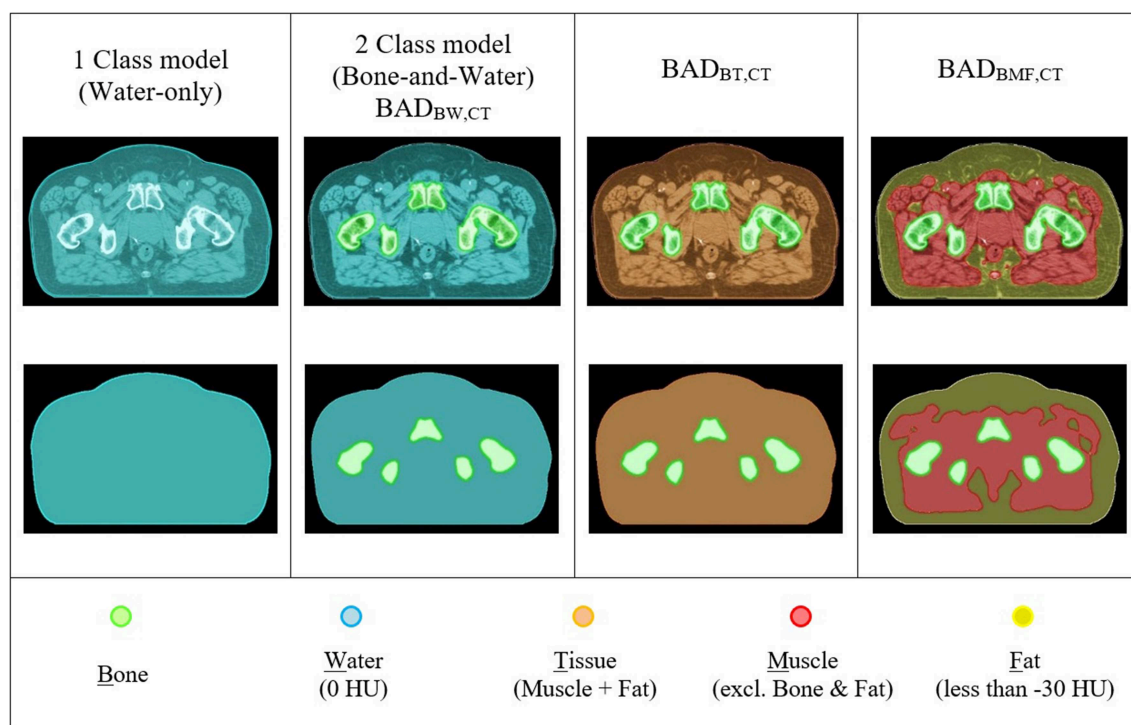 1 Class model
(Water-only)
2 Class model
(Bone-and-Water)
BAD_BW,CT
BAD_BT,CT
BAD_BMF,CT
Bone
Water
(0 HU)
Tissue
(Muscle + Fat)
Muscle
(excl. Bone & Fat)
Fat
(less than -30 HU)